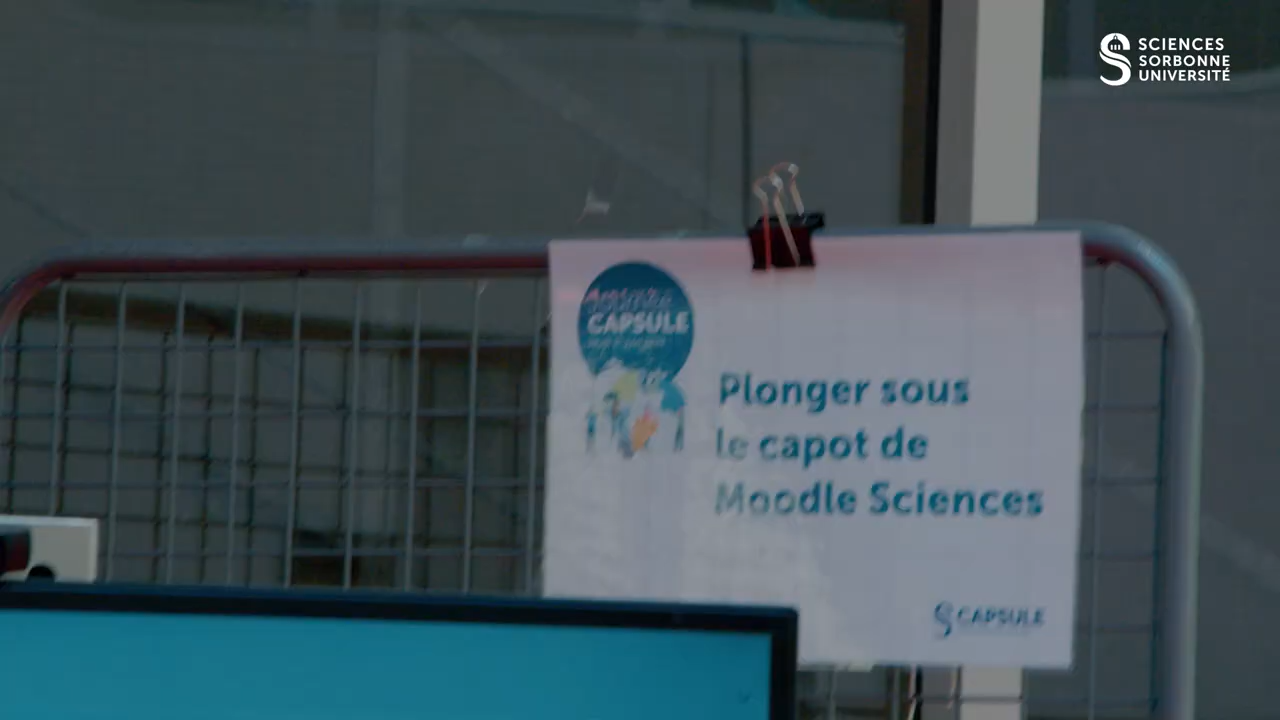 SCIENCES
SORBONNE
UNIVERSITÉ
CAPSULE
Plonger sous
le capot de
Moodle Sciences
CAPSULE